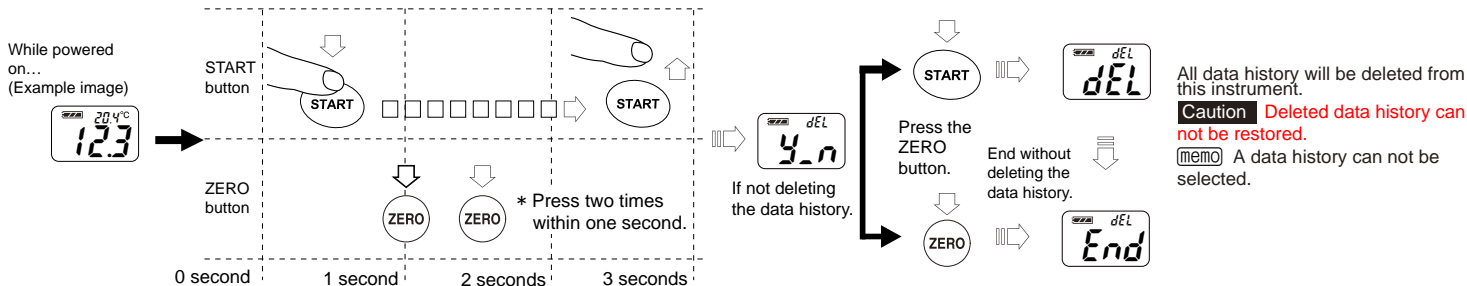 While powered
on…
(Example image)
20.4°C
12.3
START
button
START
START
ZERO
button
ZERO
ZERO
* Press two times
within one second.
0 second
1 second
2 seconds
3 seconds
dEL
y_n
If not deleting
the data history.
START
Press the
ZERO
button.
ZERO
dEL
dEL
End without
deleting the
data history.
dEL
End
All data history will be deleted from
this instrument.
Caution Deleted data history can
not be restored.
memo A data history can not be
selected.